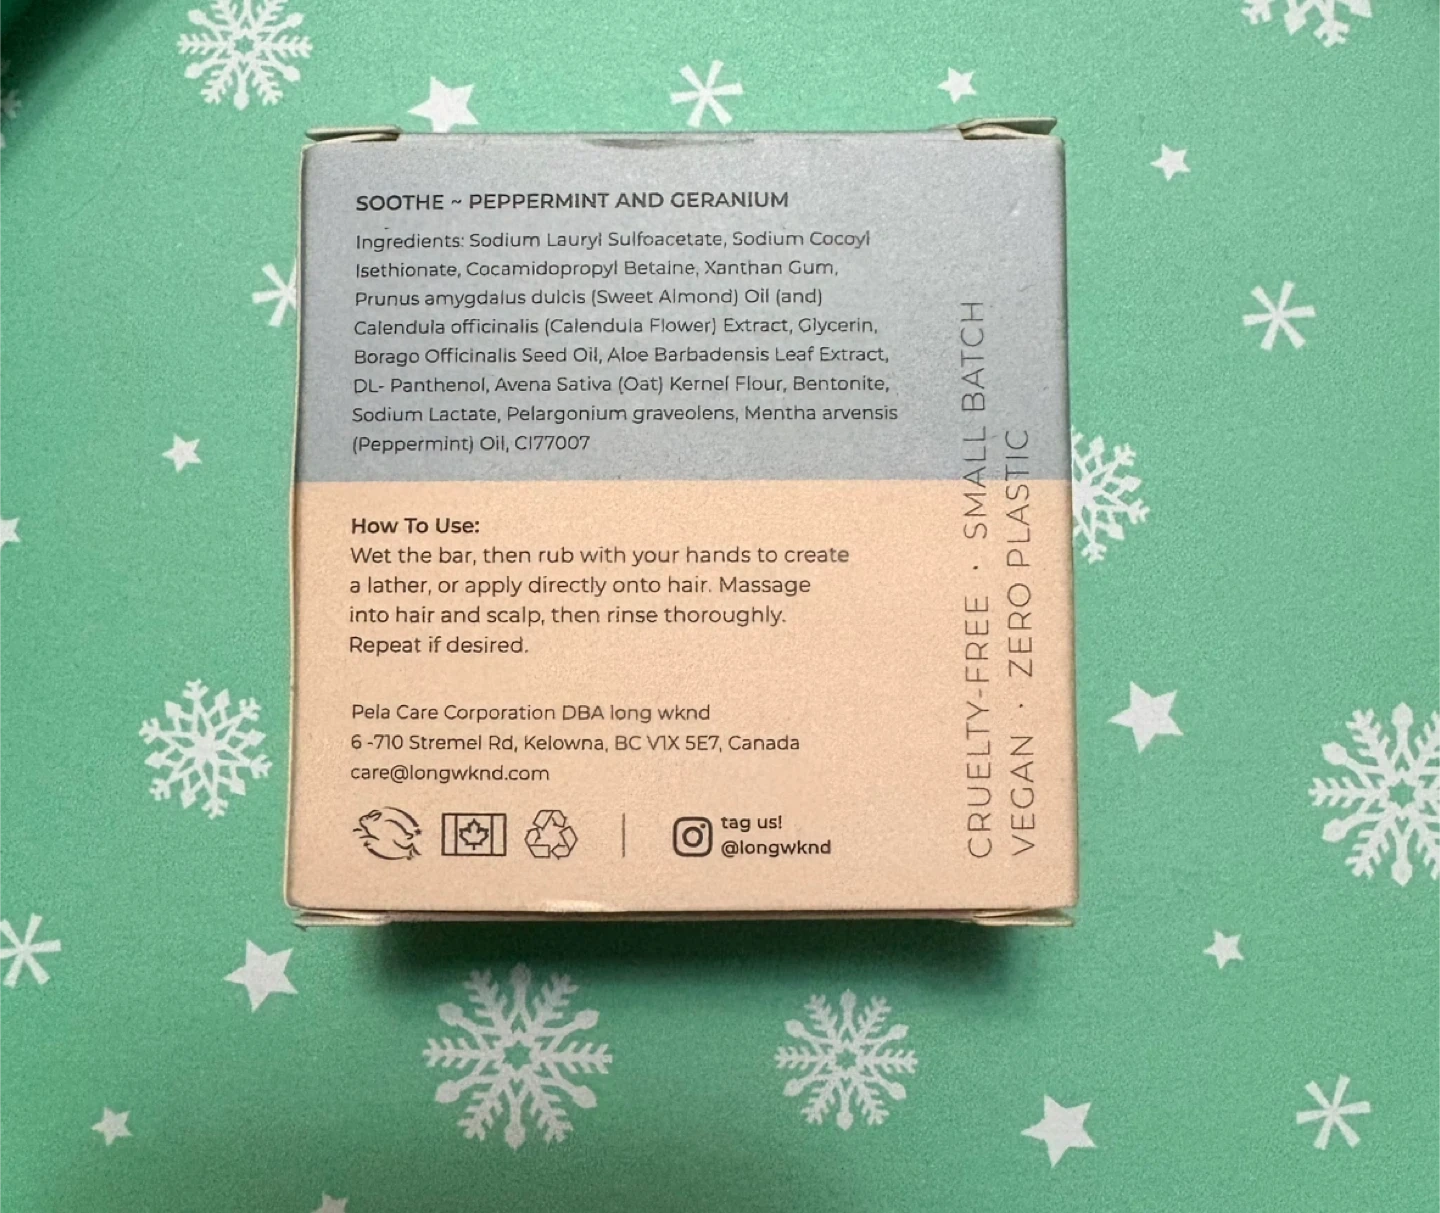 SOOTHE ~ PEPPERMINT AND GERANIUM
Ingredients: Sodium Lauryl Sulfoacetate, Sodium Cocoyl
Isethionate, Cocamidopropyl Betaine, Xanthan Gum,
Prunus amygdalus dulcis (Sweet Almond) Oil (and)
Calendula officinalis (Calendula Flower) Extract, Glycerin,
Borago Officinalis Seed Oil, Aloe Barbadensis Leaf Extract,
DL- Panthenol, Avena Sativa (Oat) Kernel Flour, Bentonite,
Sodium Lactate, Pelargonium graveolens, Mentha arvensis
(Peppermint) Oil, CI77007
How To Use:
Wet the bar, then rub with your hands to create
a lather, or apply directly onto hair. Massage
into hair and scalp, then rinse thoroughly.
Repeat if desired.
Pela Care Corporation DBA long wknd
6 -710 Stremel Rd, Kelowna, BC V1X 5E7, Canada
care@longwknd.com
tag us!
@longwknd
CRUELTY-FREE · SMALL BATCH
VEGAN · ZERO PLASTIC